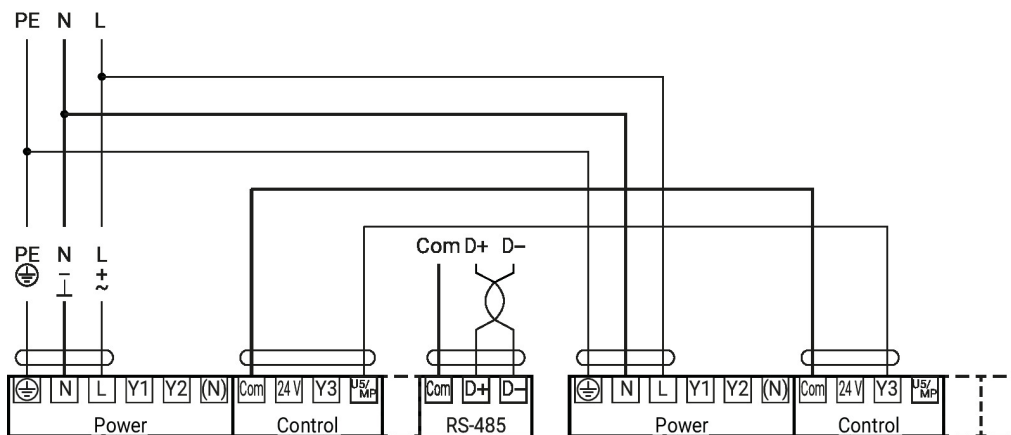 PE N L
Com D+ D−
PE N L
− +
~
N L Y1 Y2 (N) Com 24 V Y3 U5/MP Com D+ D− N L Y1 Y2 (N) Com 24 V Y3 U5/MP
Power Control RS-485 Power Control